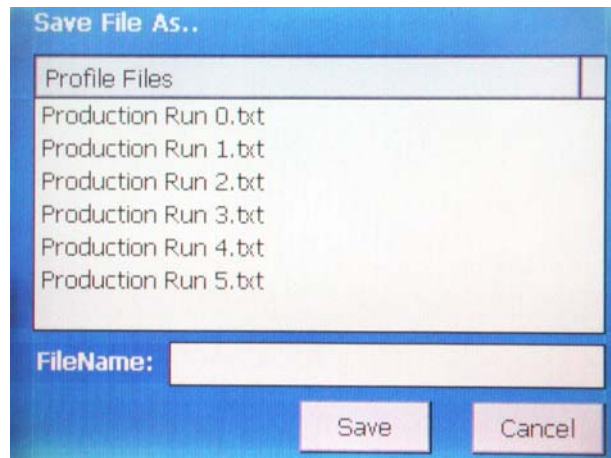 Save File As..
Profile Files
Production Run 0.txt
Production Run 1.txt
Production Run 2.txt
Production Run 3.txt
Production Run 4.txt
Production Run 5.txt
FileName:
Save Cancel